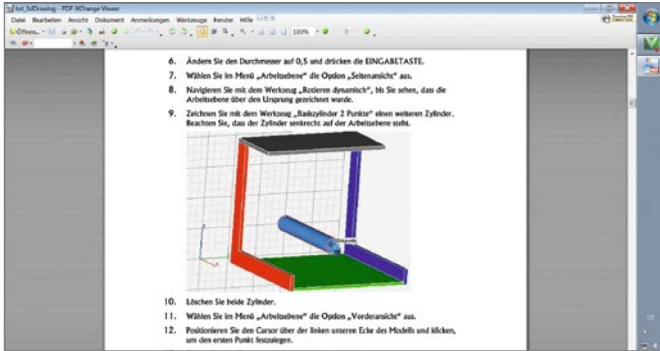 tut_3dDrawing - PDF-XChange Viewer
Datei Bearbeiten Ansicht Dokument Anmerkungen Werkzeuge Fenster Hilfe
Öffnen...
100%
6. Ändern Sie den Durchmesser auf 0,5 und drücken die EINGABETASTE.
7. Wählen Sie im Menü „Arbeitsebene“ die Option „Seitenansicht“ aus.
8. Navigieren Sie mit dem Werkzeug „Rotieren dynamisch“, bis Sie sehen, dass die
Arbeitsebene über den Ursprung gezeichnet wurde.
9. Zeichnen Sie mit dem Werkzeug „Basiszylinder 2 Punkte“ einen weiteren Zylinder.
Beachten Sie, dass der Zylinder senkrecht auf der Arbeitsebene steht.
10. Löschen Sie beide Zylinder.
11. Wählen Sie im Menü „Arbeitsebene“ die Option „Vorderansicht“ aus.
12. Positionieren Sie den Cursor über der linken unteren Ecke des Modells und klicken,
um den ersten Punkt festzulegen.
DE